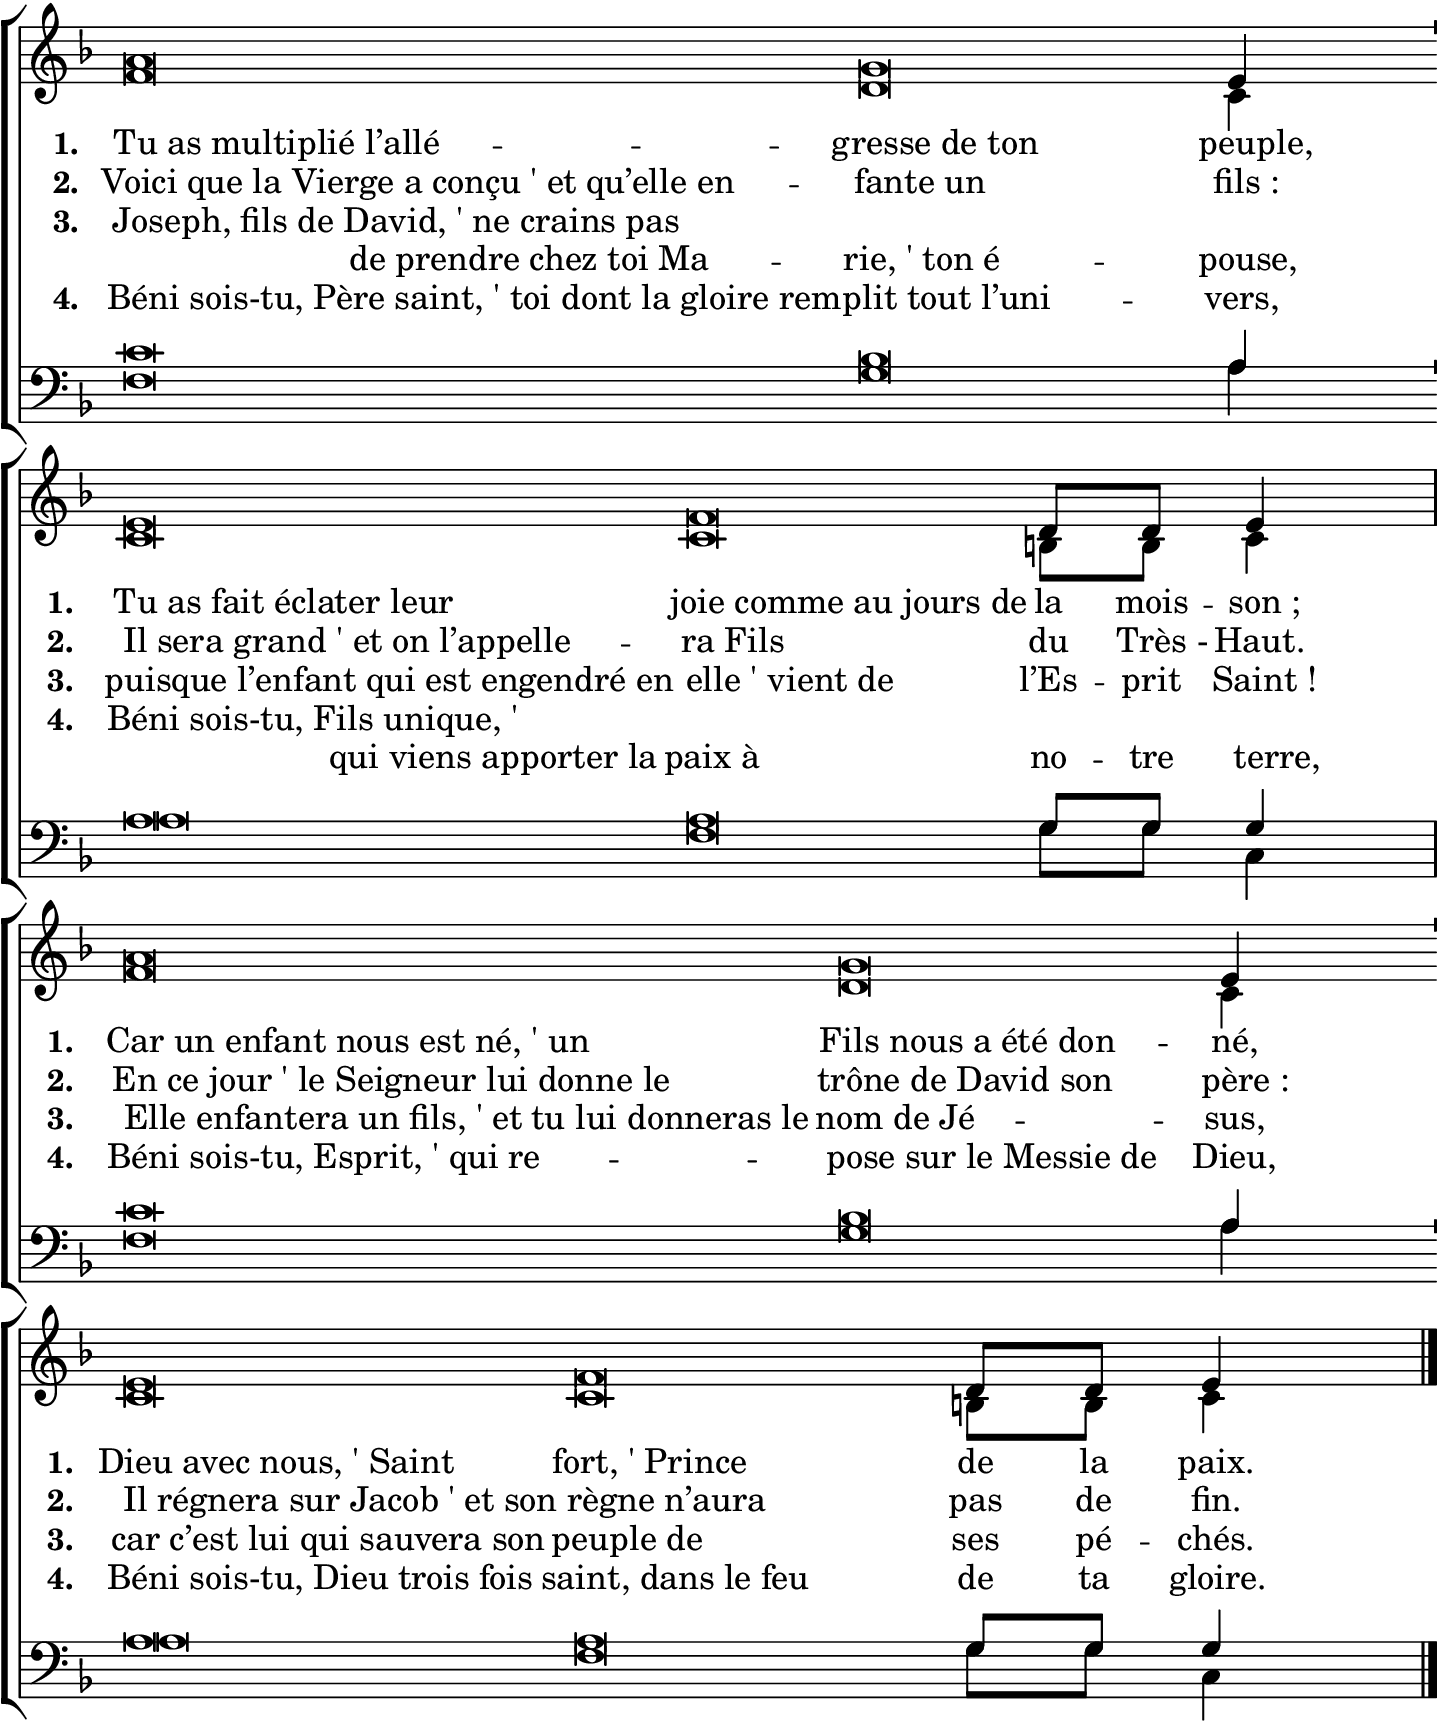 1. Tu as multiplié l’allé - - - gresse de ton peuple,
2. Voici que la Vierge a conçu ' et qu’elle en - fante un fils :
3. Joseph, fils de David, ' ne crains pas
de prendre chez toi Ma - rie, ' ton é - pouse,
4. Béni sois-tu, Père saint, ' toi dont la gloire remplit tout l’uni - vers,
1. Tu as fait éclater leur joie comme au jours de la mois - son ;
2. Il sera grand ' et on l’appelle - ra Fils du Très - Haut.
3. puisque l’enfant qui est engendré en elle ' vient de l’Es - prit Saint !
4. Béni sois-tu, Fils unique, '
qui viens apporter la paix à no - tre terre,
1. Car un enfant nous est né, ' un Fils nous a été don - né,
2. En ce jour ' le Seigneur lui donne le trône de David son père :
3. Elle enfantera un fils, ' et tu lui donneras le nom de Jé - - sus,
4. Béni sois-tu, Esprit, ' qui re - - pose sur le Messie de Dieu,
1. Dieu avec nous, ' Saint fort, ' Prince de la paix.
2. Il régnera sur Jacob ' et son règne n’aura pas de fin.
3. car c’est lui qui sauvera son peuple de ses pé - chés.
4. Béni sois-tu, Dieu trois fois saint, dans le feu de ta gloire.